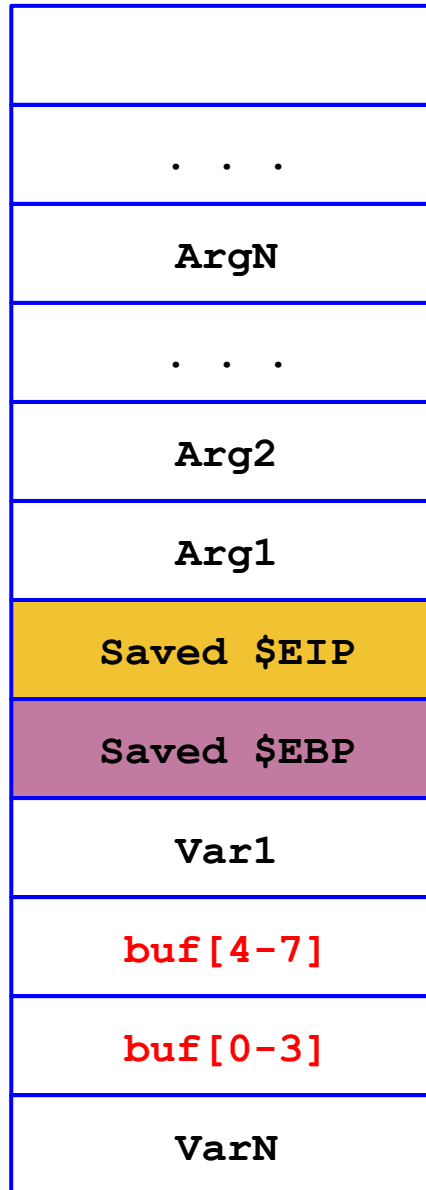 . . .
ArgN
. . .
Arg2
Arg1
Saved $EIP
Saved $EBP
Var1
buf[4-7]
buf[0-3]
VarN